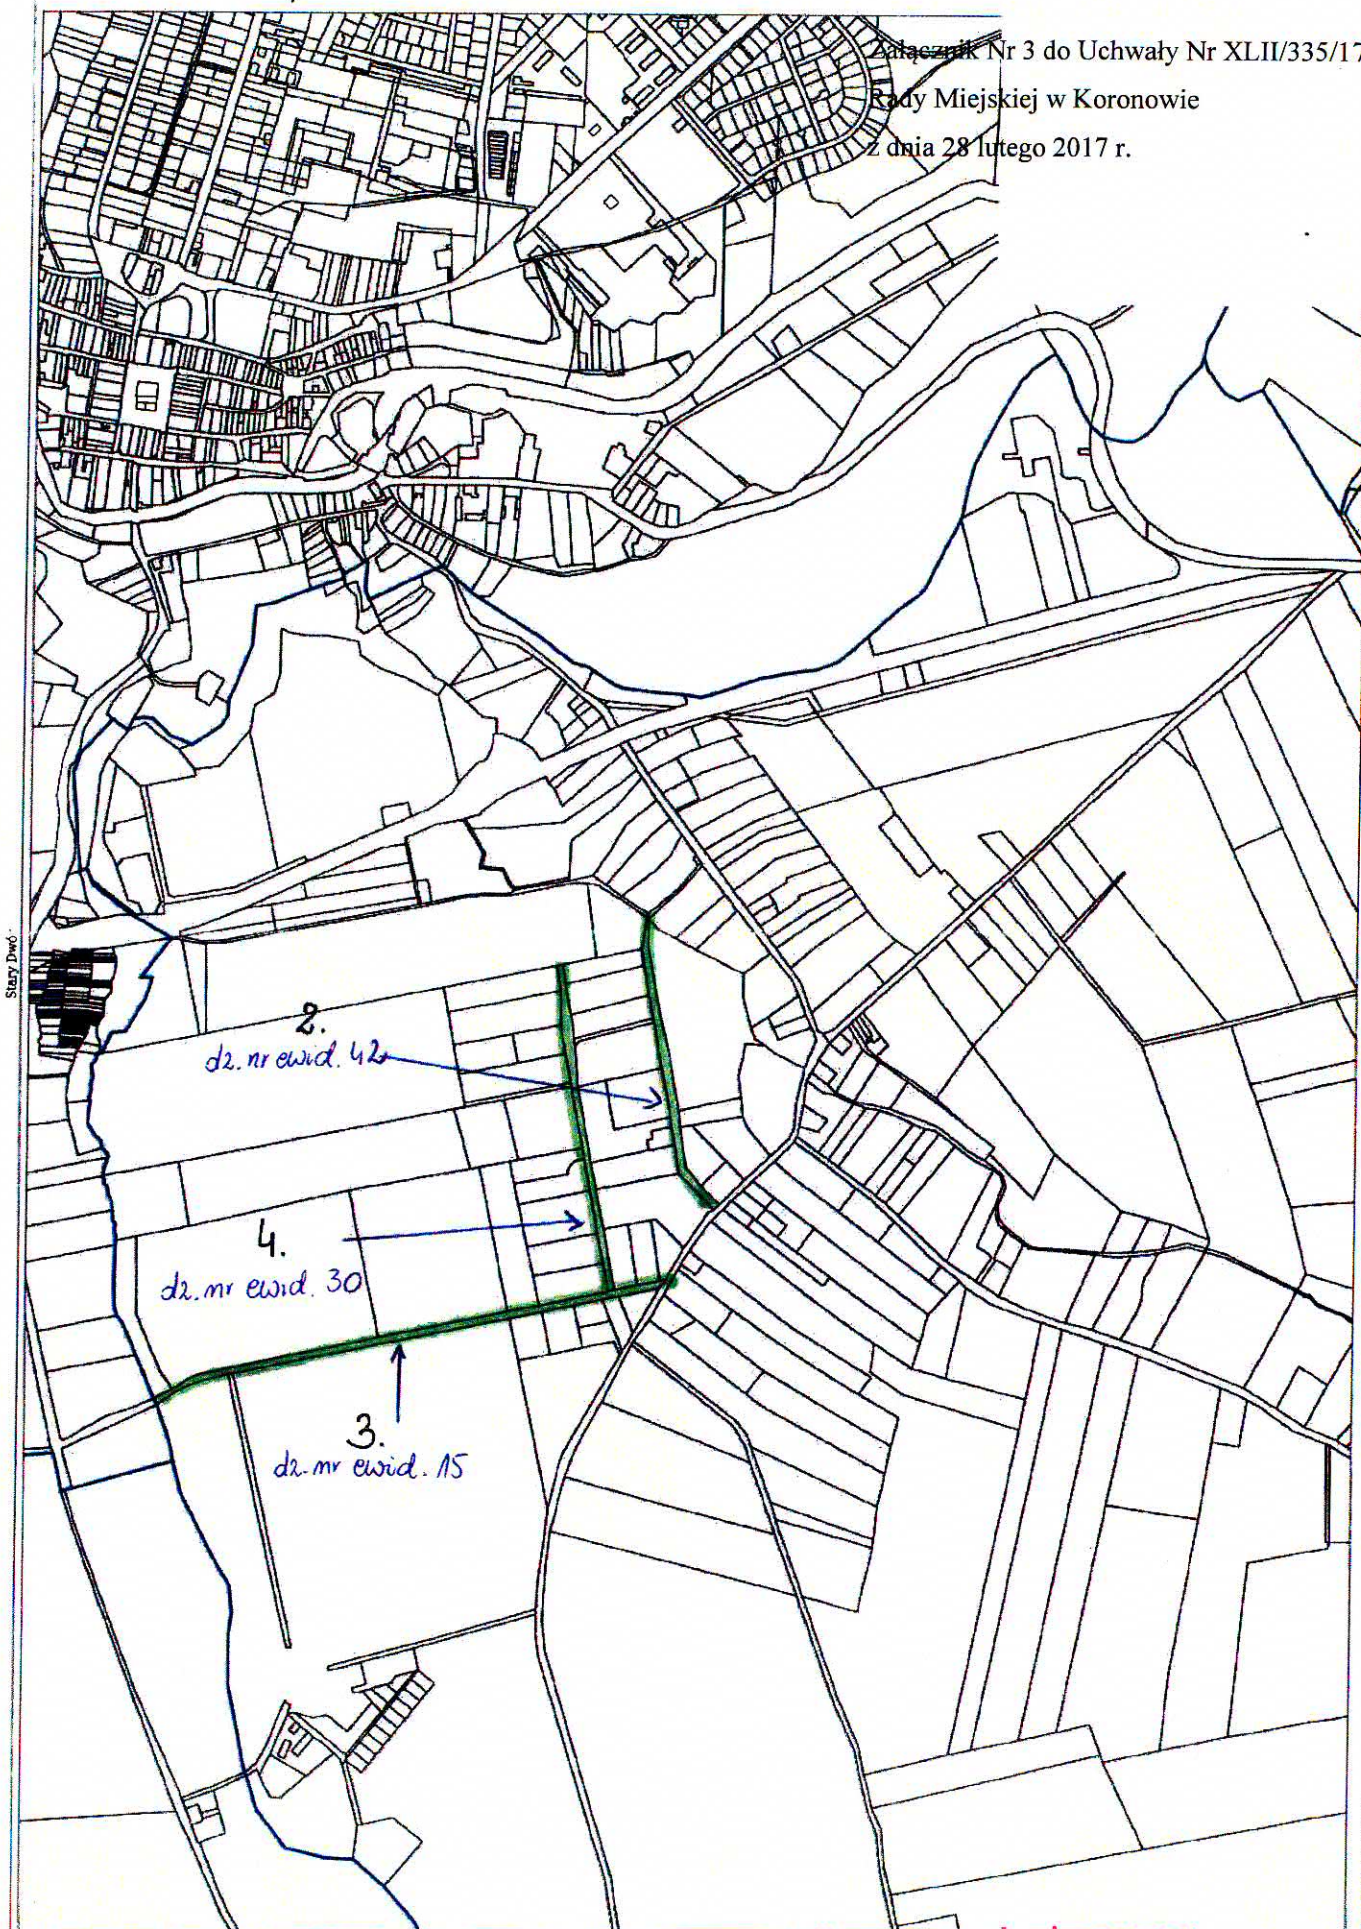 Załącznik Nr 3 do Uchwały Nr XLII/335/17
Rady Miejskiej w Koronowie
z dnia 28 lutego 2017 r.
Stary Dwó
2.
dz. nr ewid. 42
4.
dz. nr ewid. 30
3.
dz. nr ewid. 15